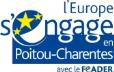 l'Europe
s'engage
en
Poitou-Charentes
avec le FEADER